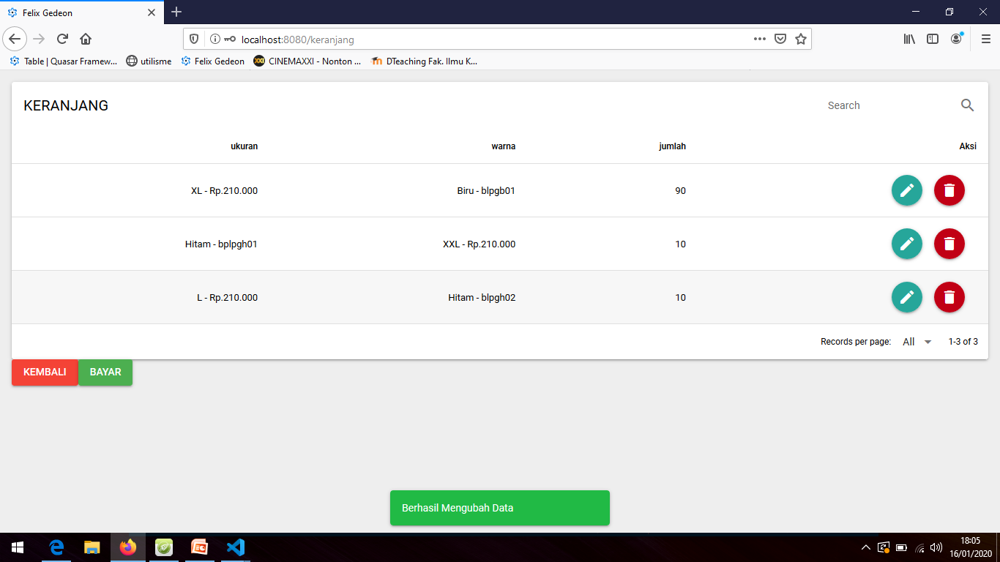 Felix Gedeon
localhost:8080/keranjang
Table | Quasar Framew... utilisme Felix Gedeon CINEMAXXI - Nonton ... DTeaching Fak. Ilmu K...
KERANJANG Search
ukuran warna jumlah Aksi
XL - Rp.210.000 Biru - blpgb01 90
Hitam - bplpgh01 XXL - Rp.210.000 10
L - Rp.210.000 Hitam - blpgh02 10
Records per page: All 1-3 of 3
KEMBALI BAYAR
Berhasil Mengubah Data
18:05
16/01/2020